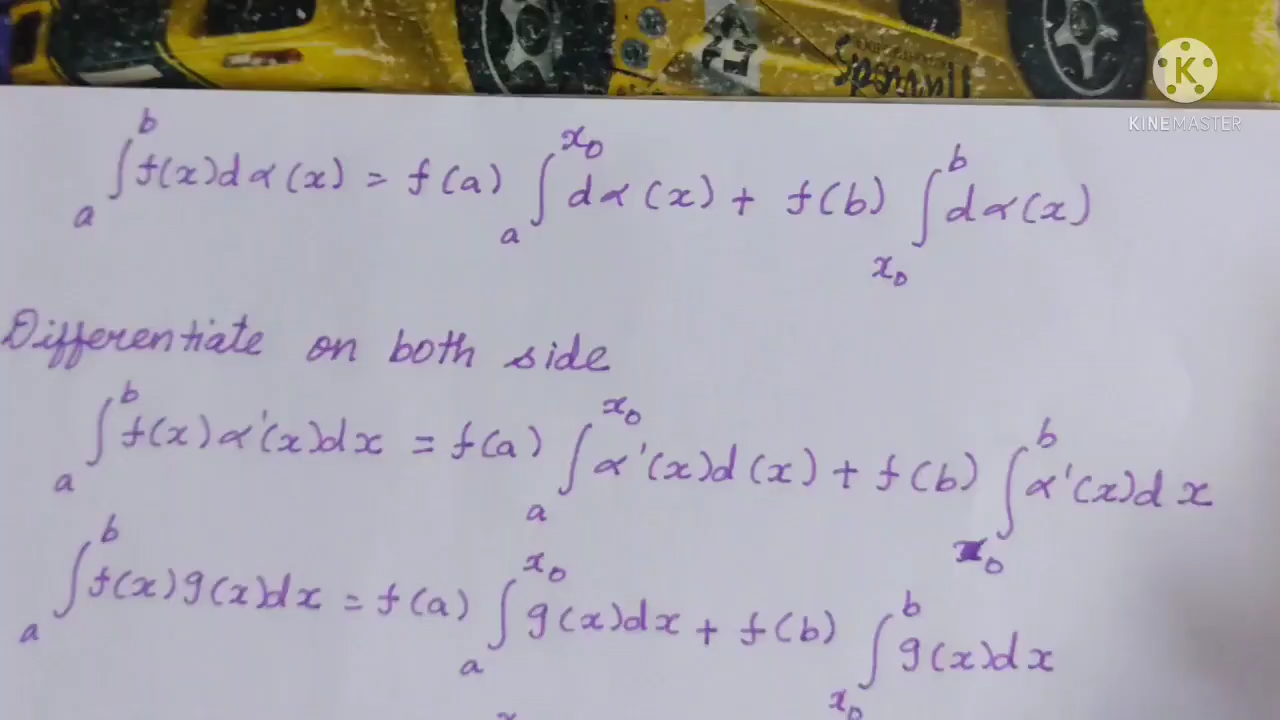 KINEMASTER
∫_a^b f(x)dα(x) = f(a) ∫_a^{x₀} dα(x) + f(b) ∫_{x₀}^b dα(x)
Differentiate on both side
∫_a^b f(x)α'(x)dx = f(a) ∫_a^{x₀} α'(x)d(x) + f(b) ∫_{x₀}^b α'(x)dx
∫_a^b f(x)g(x)dx = f(a) ∫_a^{x₀} g(x)dx + f(b) ∫_{x₀}^b g(x)dx